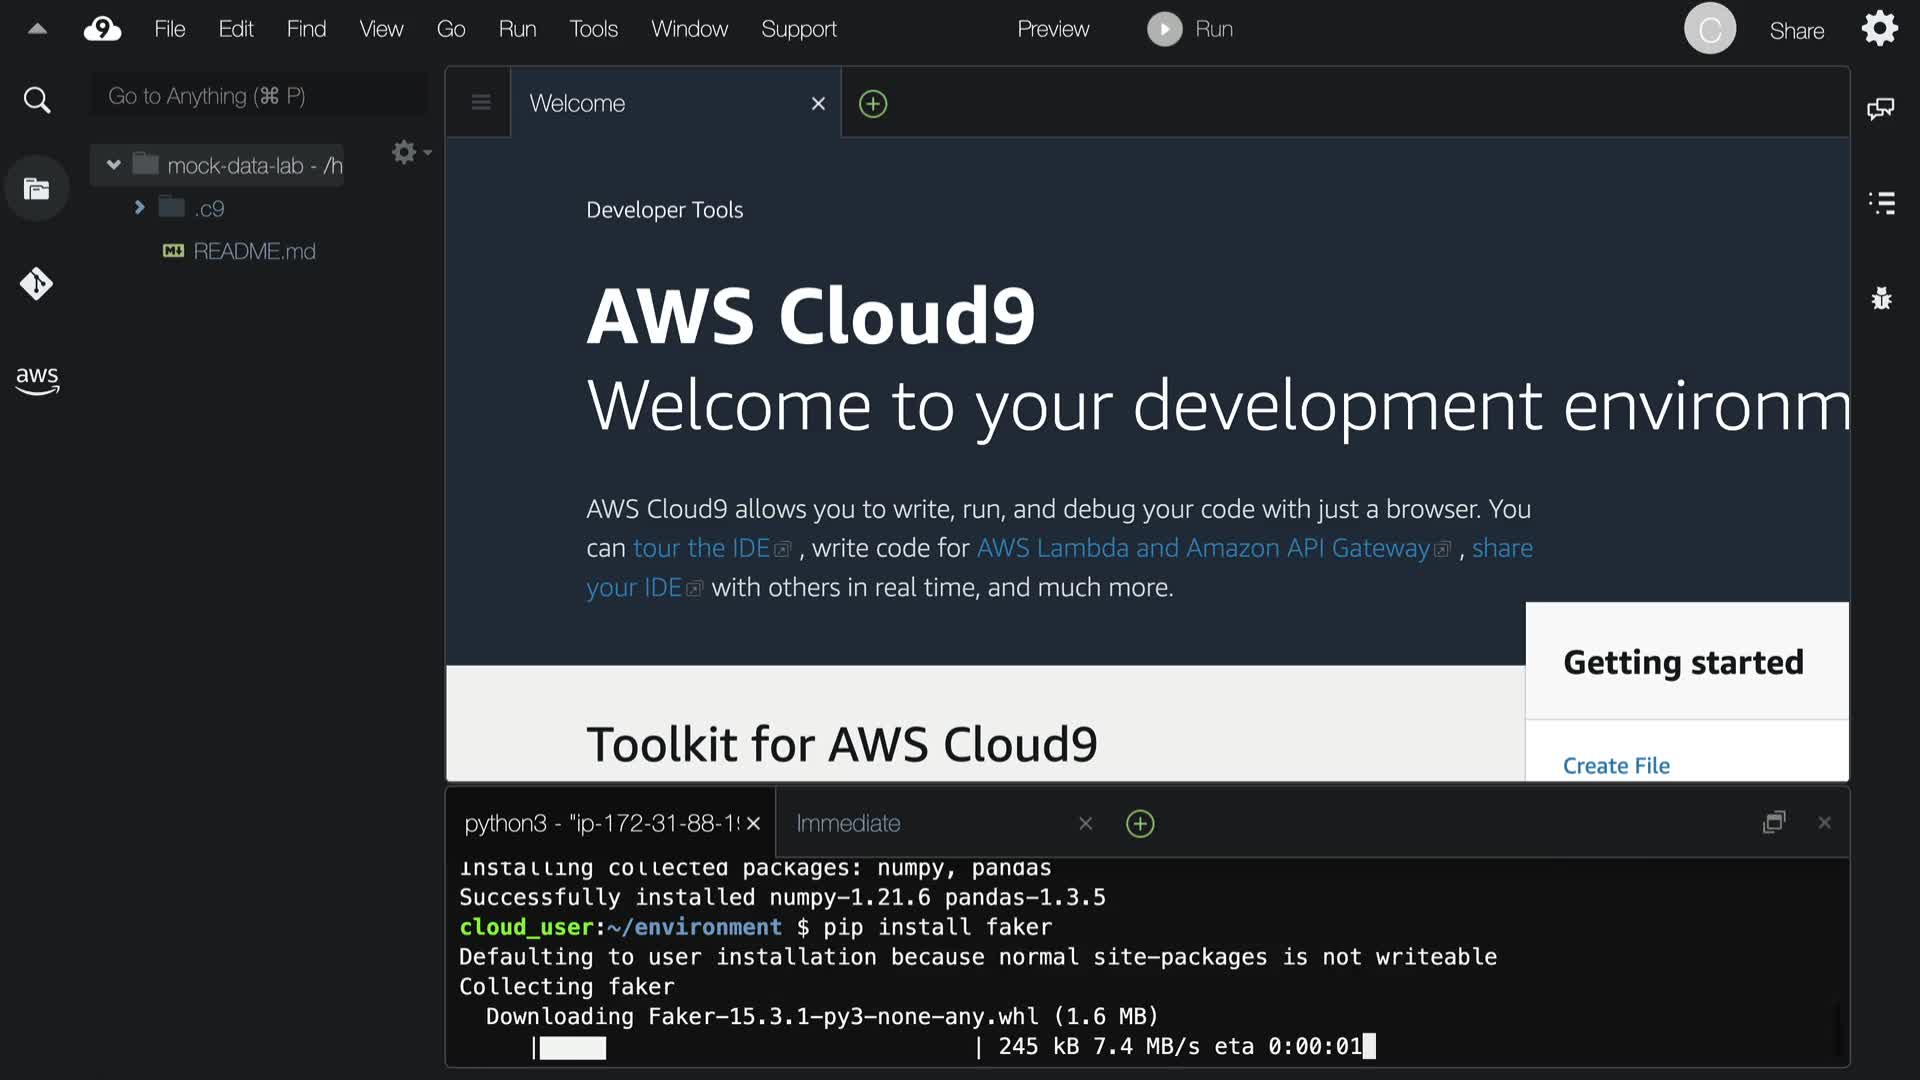 9 File Edit Find View Go Run Tools Window Support Preview Run C Share
Go to Anything (⌘ P)
Welcome
mock-data-lab - /h
.c9
README.md
aws
Developer Tools
AWS Cloud9
Welcome to your development environm
AWS Cloud9 allows you to write, run, and debug your code with just a browser. You
can tour the IDE , write code for AWS Lambda and Amazon API Gateway , share
your IDE with others in real time, and much more.
Getting started
Toolkit for AWS Cloud9
Create File
python3 - "ip-172-31-88-19
Immediate
Installing collected packages: numpy, pandas
Successfully installed numpy-1.21.6 pandas-1.3.5
cloud_user:~/environment $ pip install faker
Defaulting to user installation because normal site-packages is not writeable
Collecting faker
Downloading Faker-15.3.1-py3-none-any.whl (1.6 MB)
| | 245 kB 7.4 MB/s eta 0:00:01